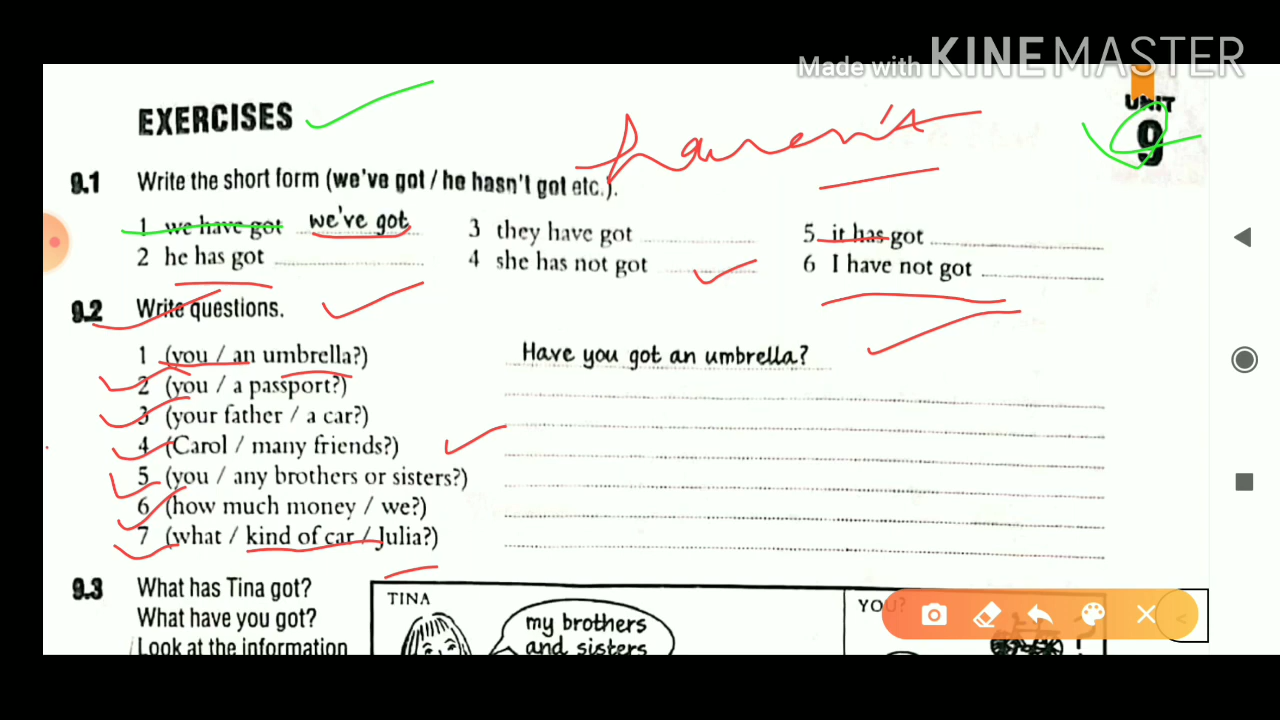 Made with KINEMASTER
UNIT
9
EXERCISES
haven't
9.1 Write the short form (we've got / he hasn't got etc.).
1 we have got we've got 3 they have got 5 it has got
2 he has got 4 she has not got 6 I have not got
9.2 Write questions.
1 (you / an umbrella?) Have you got an umbrella?
2 (you / a passport?)
3 (your father / a car?)
4 (Carol / many friends?)
5 (you / any brothers or sisters?)
6 (how much money / we?)
7 (what / kind of car / Julia?)
9.3 What has Tina got?
What have you got?
Look at the information
TINA
my brothers
and sisters
YOU?
?